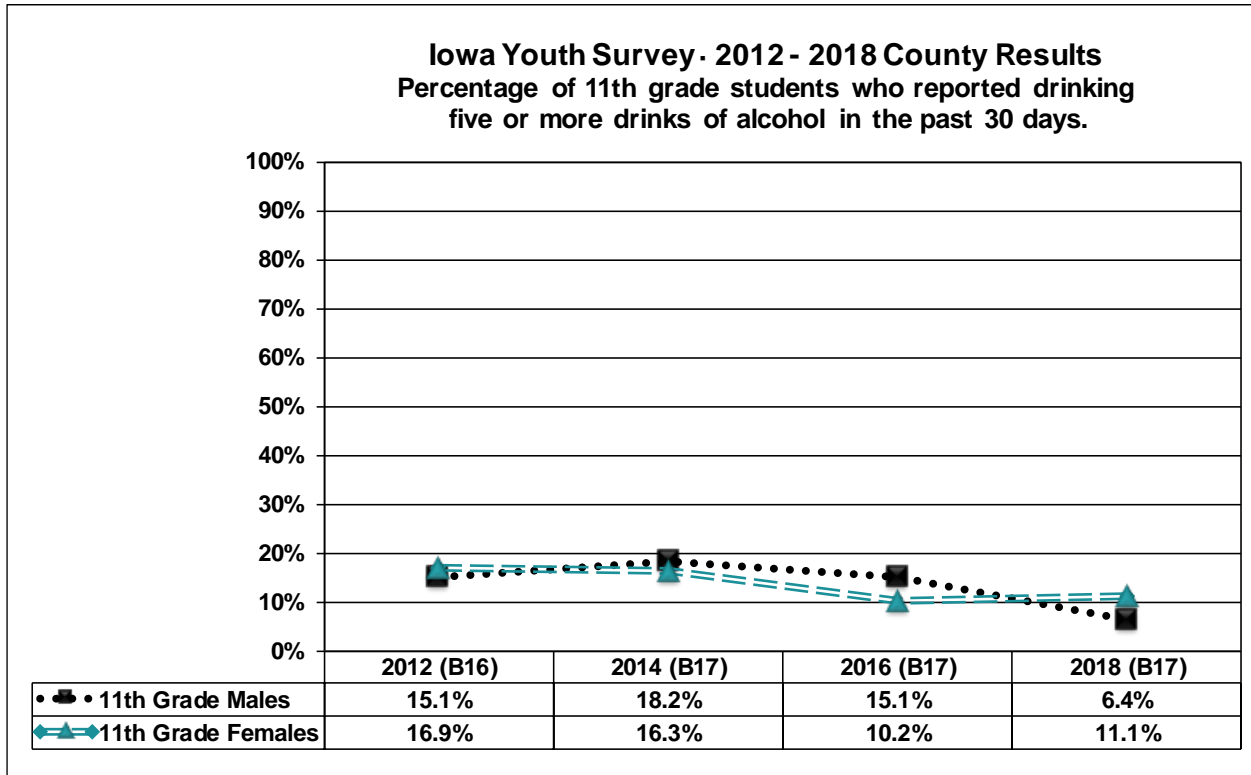 Iowa Youth Survey · 2012 - 2018 County Results
Percentage of 11th grade students who reported drinking
five or more drinks of alcohol in the past 30 days.
100%
90%
80%
70%
60%
50%
40%
30%
20%
10%
0%
2012 (B16) 2014 (B17) 2016 (B17) 2018 (B17)
11th Grade Males 15.1% 18.2% 15.1% 6.4%
11th Grade Females 16.9% 16.3% 10.2% 11.1%